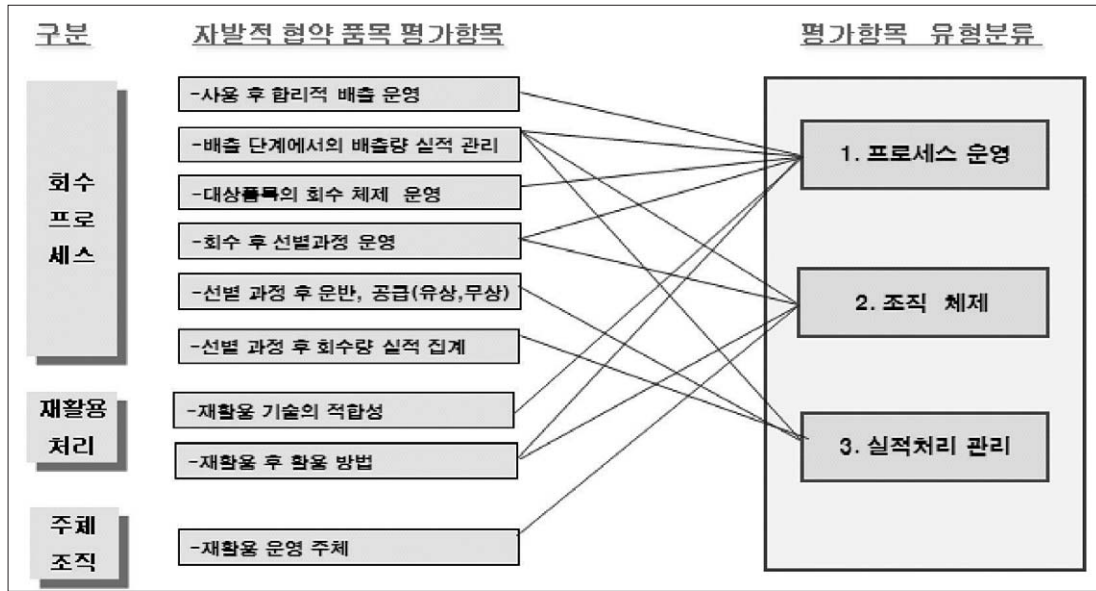 구분
자발적 협약 품목 평가항목
평가항목 유형분류
회수
프로
세스
-사용 후 합리적 배출 운영
-배출 단계에서의 배출량 실적 관리
-대상품목의 회수 체제 운영
-회수 후 선별과정 운영
-선별 과정 후 운반, 공급(유상,무상)
-선별 과정 후 회수량 실적 집계
재활용
처리
-재활용 기술의 적합성
-재활용 후 활용 방법
주체
조직
-재활용 운영 주체
1. 프로세스 운영
2. 조직 체제
3. 실적처리 관리